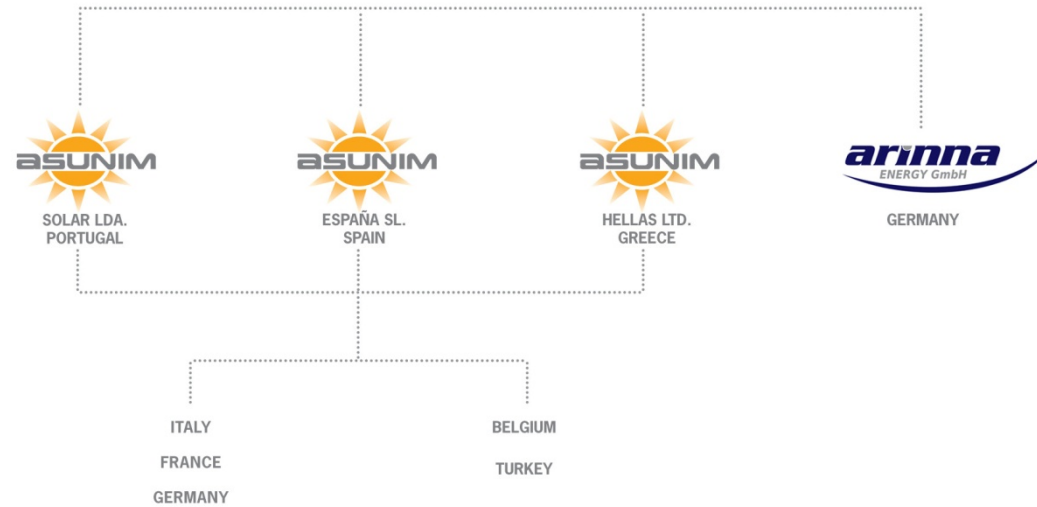 asunim
SOLAR LDA.
PORTUGAL
asunim
ESPAÑA SL.
SPAIN
asunim
HELLAS LTD.
GREECE
arinna
ENERGY GmbH
GERMANY
ITALY
FRANCE
GERMANY
BELGIUM
TURKEY